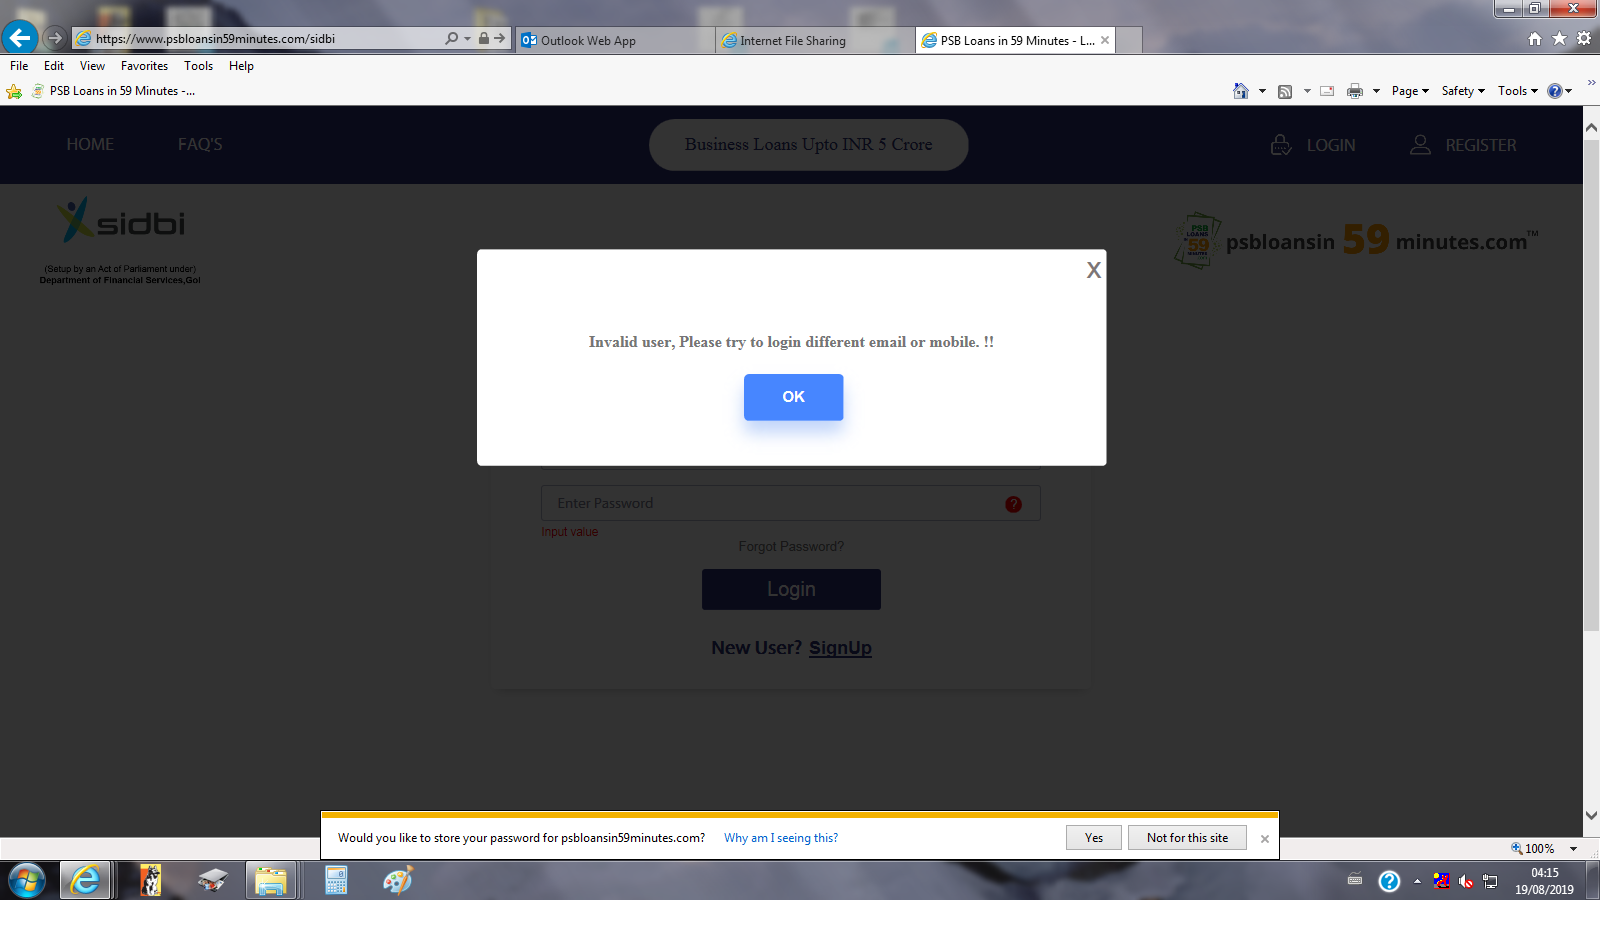 https://www.psbloansin59minutes.com/sidbi
Outlook Web App
Internet File Sharing
PSB Loans in 59 Minutes - L...
File Edit View Favorites Tools Help
PSB Loans in 59 Minutes -...
Page Safety Tools
HOME FAQ'S
Business Loans Upto INR 5 Crore
LOGIN REGISTER
sidbi
(Setup by an Act of Parliament under)
Department of Financial Services,GoI
PSB
LOANS
59
psbloansin 59 minutes.com™
X
Invalid user, Please try to login different email or mobile. !!
OK
Enter Password
?
Input value
Forgot Password?
Login
New User? SignUp
Would you like to store your password for psbloansin59minutes.com? Why am I seeing this? Yes Not for this site
100%
04:15
19/08/2019